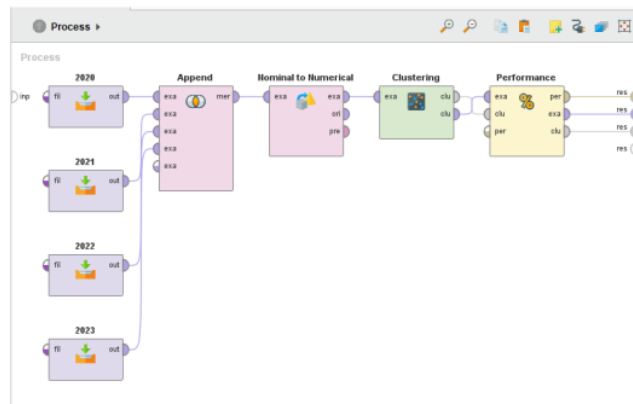 Process
Process
inp
2020
fil out
Append
exa mer
exa
exa
exa
exa
Nominal to Numerical
exa exa
ori
pre
Clustering
exa clu
clu
Performance
exa per
clu exa
per clu
res
res
res
res
2021
fil out
2022
fil out
2023
fil out